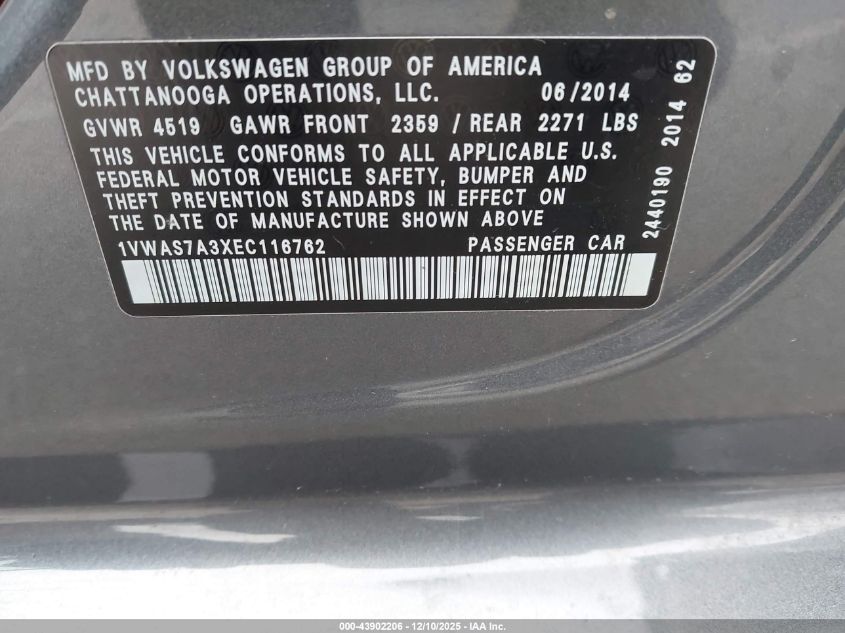 MFD BY VOLKSWAGEN GROUP OF AMERICA
CHATTANOOGA OPERATIONS, LLC. 06/2014
GVWR 4519 GAWR FRONT 2359 / REAR 2271 LBS
THIS VEHICLE CONFORMS TO ALL APPLICABLE U.S.
FEDERAL MOTOR VEHICLE SAFETY, BUMPER AND
THEFT PREVENTION STANDARDS IN EFFECT ON
THE DATE OF MANUFACTURE SHOWN ABOVE
1VWAS7A3XEC116762 PASSENGER CAR
2440190 2014 62
000-43902206 - 12/10/2025 - IAA Inc.